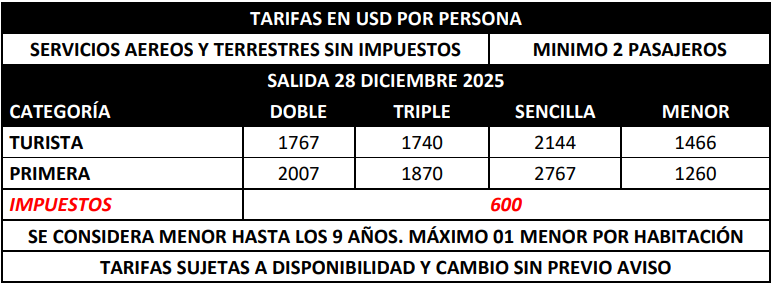 TARIFAS EN USD POR PERSONA
SERVICIOS AEREOS Y TERRESTRES SIN IMPUESTOS MINIMO 2 PASAJEROS
SALIDA 28 DICIEMBRE 2025
CATEGORÍA DOBLE TRIPLE SENCILLA MENOR
TURISTA 1767 1740 2144 1466
PRIMERA 2007 1870 2767 1260
IMPUESTOS 600
SE CONSIDERA MENOR HASTA LOS 9 AÑOS. MÁXIMO 01 MENOR POR HABITACIÓN
TARIFAS SUJETAS A DISPONIBILIDAD Y CAMBIO SIN PREVIO AVISO